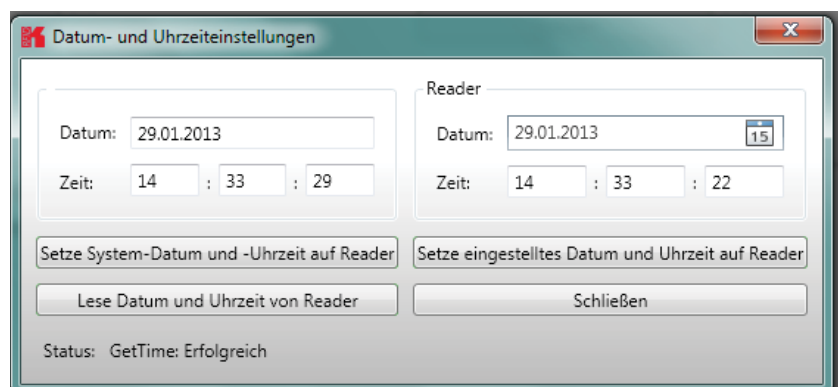 Datum- und Uhrzeiteinstellungen
Reader
Datum: 29.01.2013
Zeit: 14 : 33 : 29
Datum: 29.01.2013 15
Zeit: 14 : 33 : 22
Setze System-Datum und -Uhrzeit auf Reader
Setze eingestelltes Datum und Uhrzeit auf Reader
Lese Datum und Uhrzeit von Reader
Schließen
Status: GetTime: Erfolgreich